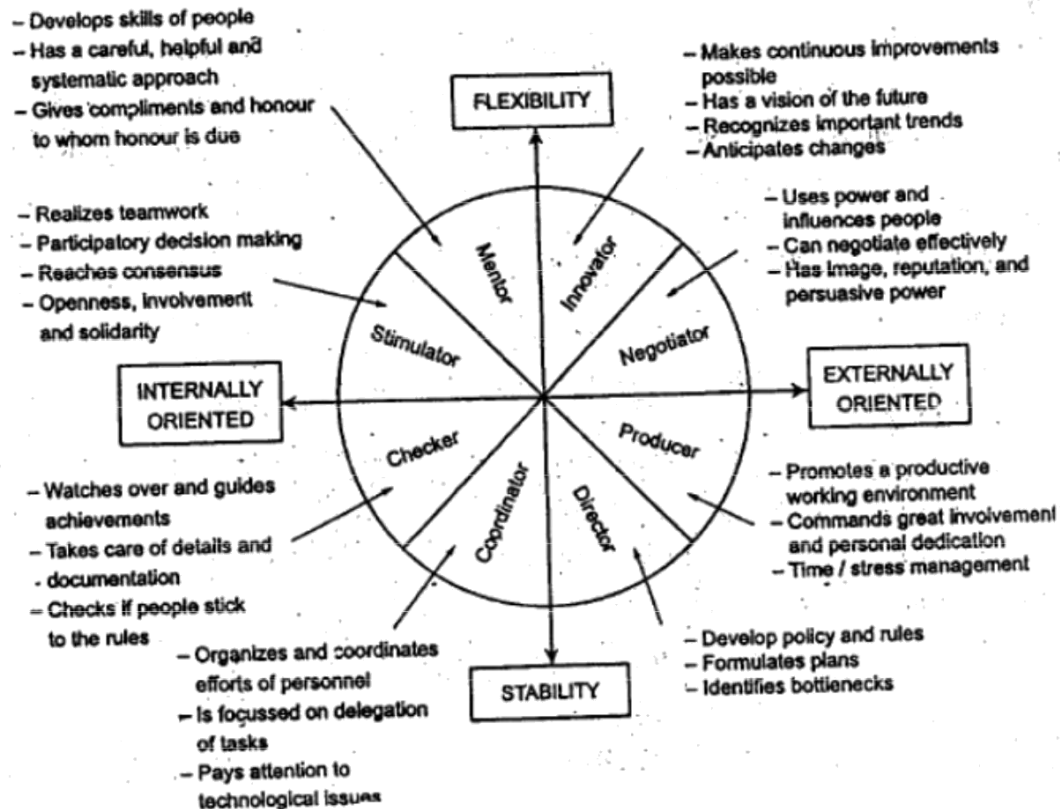 – Develops skills of people
– Has a careful, helpful and
systematic approach
– Gives compliments and honour
to whom honour is due
FLEXIBILITY
– Makes continuous improvements
possible
– Has a vision of the future
– Recognizes important trends
– Anticipates changes
– Realizes teamwork
– Participatory decision making
– Reaches consensus
– Openness, involvement
and solidarity
– Uses power and
influences people
– Can negotiate effectively
– Has Image, reputation, and
persuasive power
Mentor
Innovator
Stimulator
Negotiator
INTERNALLY
ORIENTED
EXTERNALLY
ORIENTED
Checker
Coordinator
Director
Producer
– Watches over and guides
achievements
– Takes care of details and
documentation
– Checks if people stick
to the rules
– Promotes a productive
working environment
– Commands great involvement
and personal dedication
– Time / stress management
– Organizes and coordinates
efforts of personnel
– Is focussed on delegation
of tasks
– Pays attention to
technological issues
STABILITY
– Develop policy and rules
– Formulates plans
– Identifies bottlenecks